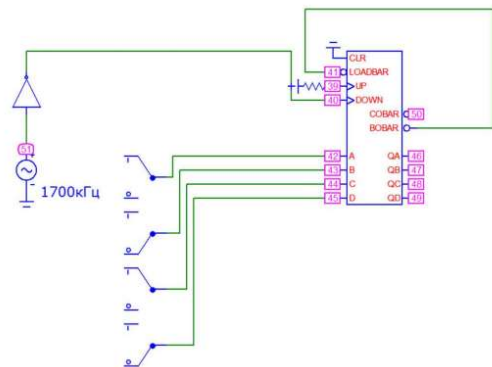 CLR
41 LOADBAR
39 UP
40 DOWN
COBAR 50
BOBAR
51
1700кГц
42 A QA 46
43 B QB 47
44 C QC 48
45 D QD 49